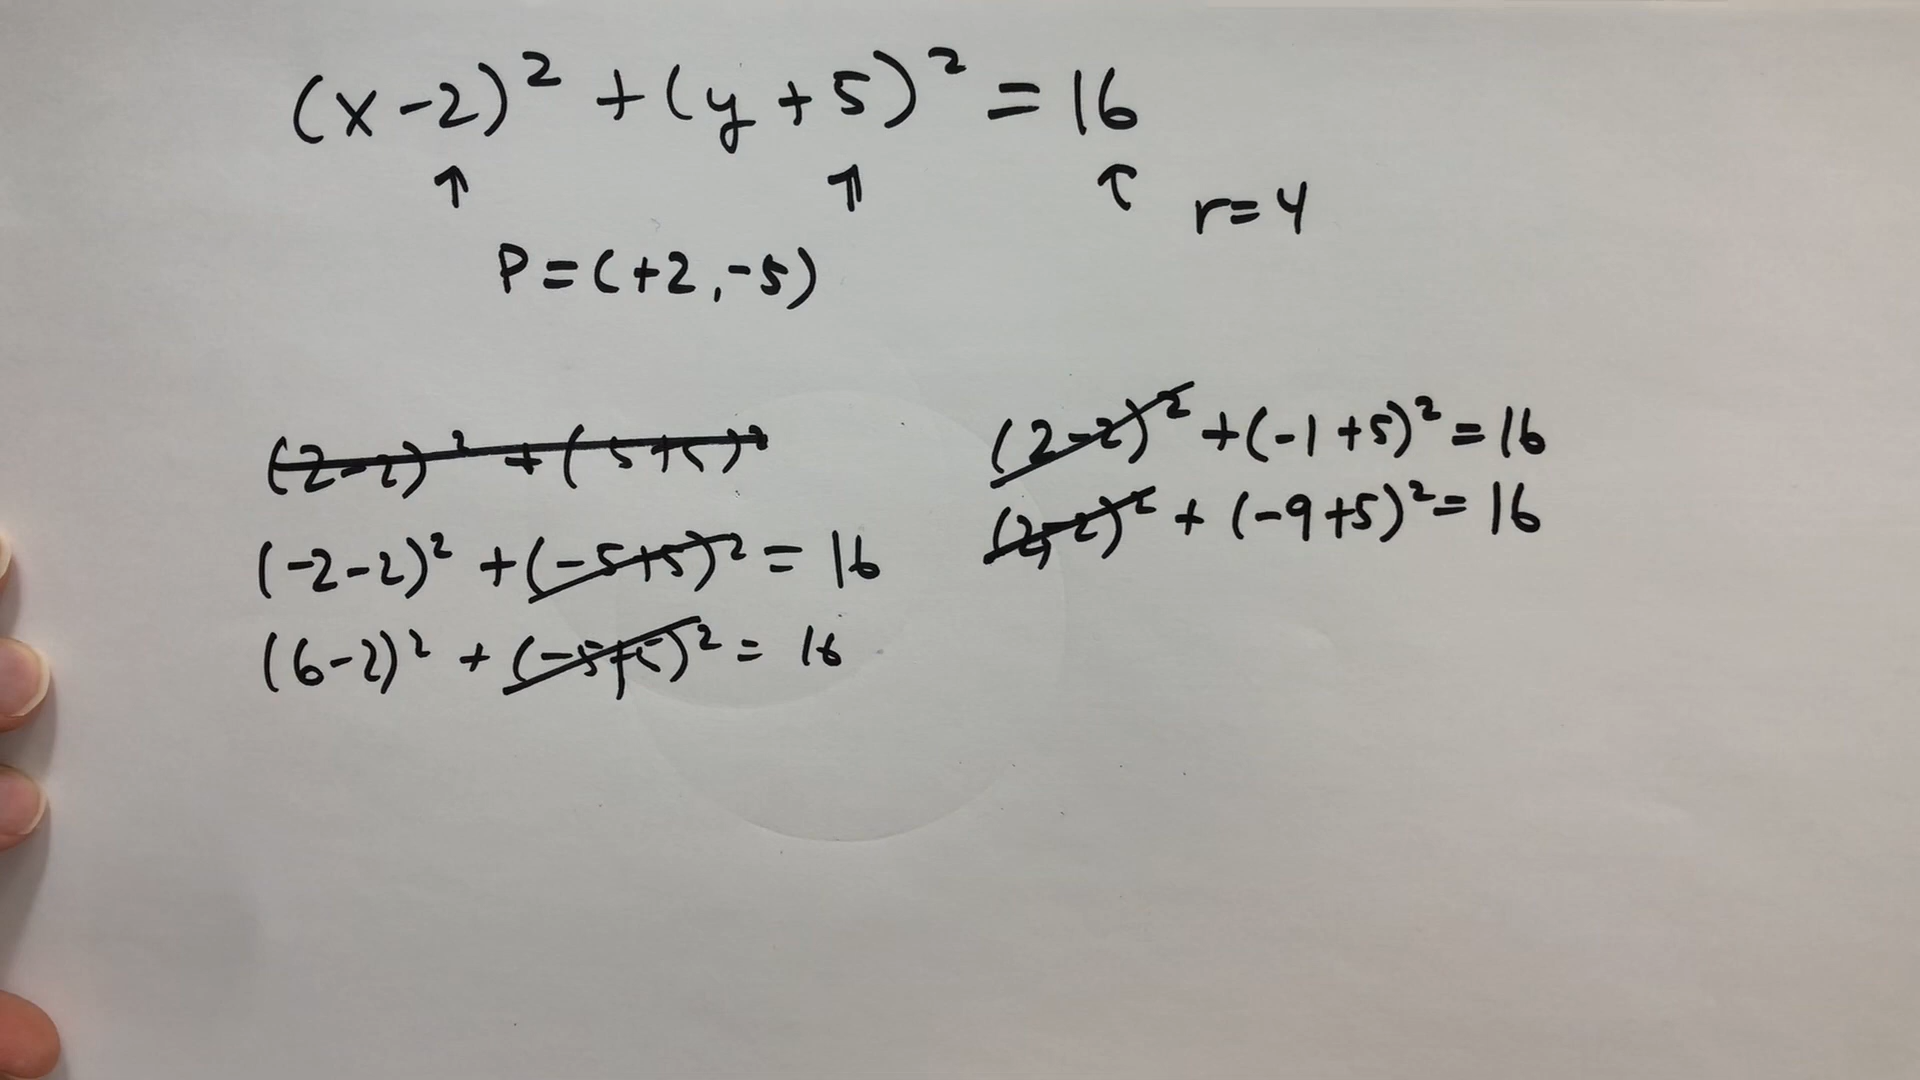 (x-2)² + (y+5)² = 16
↑ ↑ ↑
r=4
P=(+2,-5)
(2-2)² + (5+5)²
(-2-2)² + (-5+5)² = 16
(6-2)² + (-5+5)² = 16
(2-2)² + (-1+5)² = 16
(2-2)² + (-9+5)² = 16